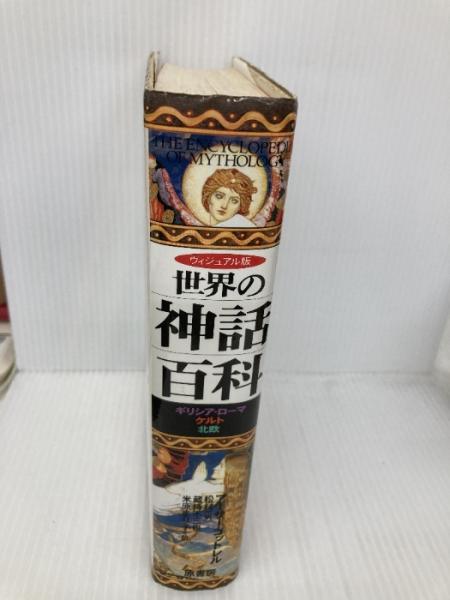 THE ENCYCLOPEDI
OF MYTHOLOGY
ヴィジュアル版
世界の
神話
百科
ギリシア・ローマ
ケルト
北欧
原書房